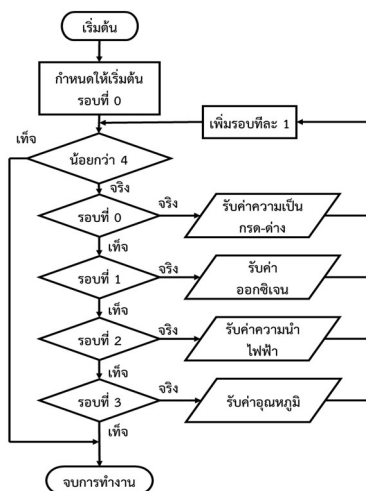 เริ่มต้น
กำหนดให้เริ่มต้น
รอบที่ 0
เพิ่มรอบทีละ 1
เท็จ
น้อยกว่า 4
จริง
รอบที่ 0
จริง
รับค่าความเป็น
กรด-ด่าง
เท็จ
รอบที่ 1
จริง
รับค่า
ออกซิเจน
เท็จ
รอบที่ 2
จริง
รับค่าความนำ
ไฟฟ้า
เท็จ
รอบที่ 3
จริง
รับค่าอุณหภูมิ
เท็จ
จบการทำงาน